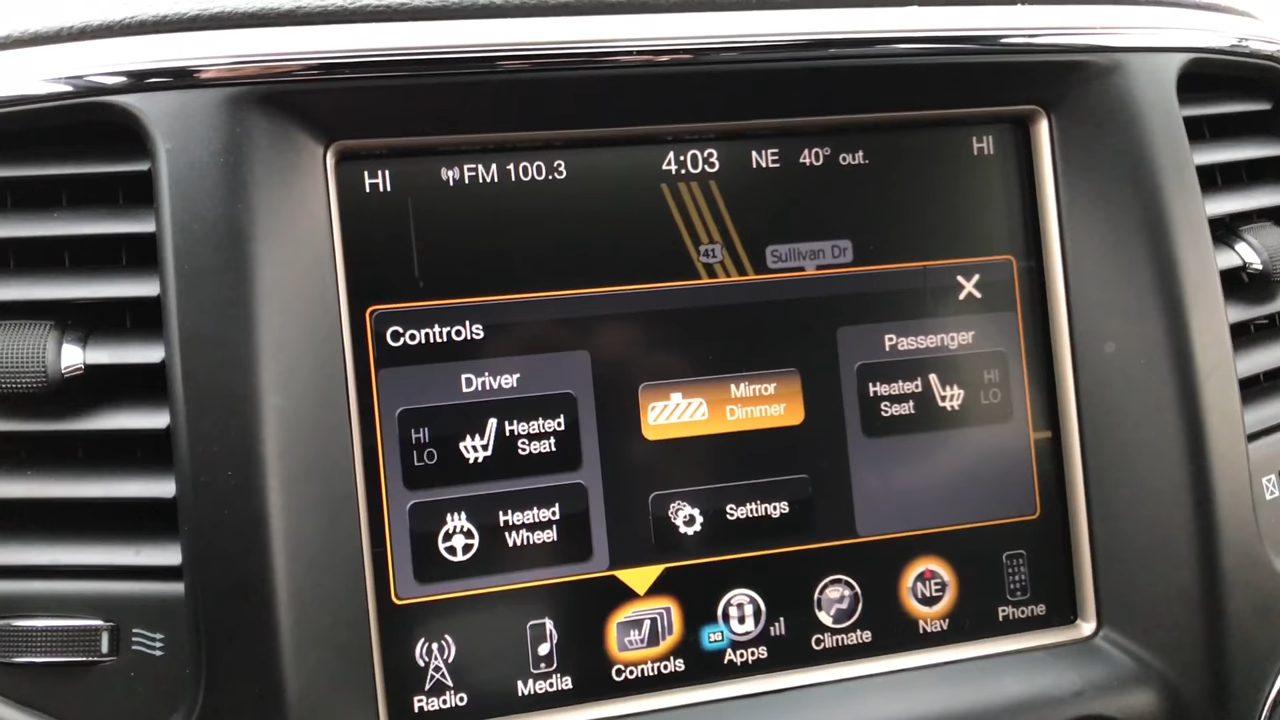 HI
FM 100.3
4:03
NE
40° out.
HI
41
Sullivan Dr
Controls
Driver
HI
LO
Heated
Seat
Heated
Wheel
Mirror
Dimmer
Settings
Passenger
Heated
Seat
HI
LO
Radio
Media
Controls
3G
Apps
Climate
NE
Nav
Phone